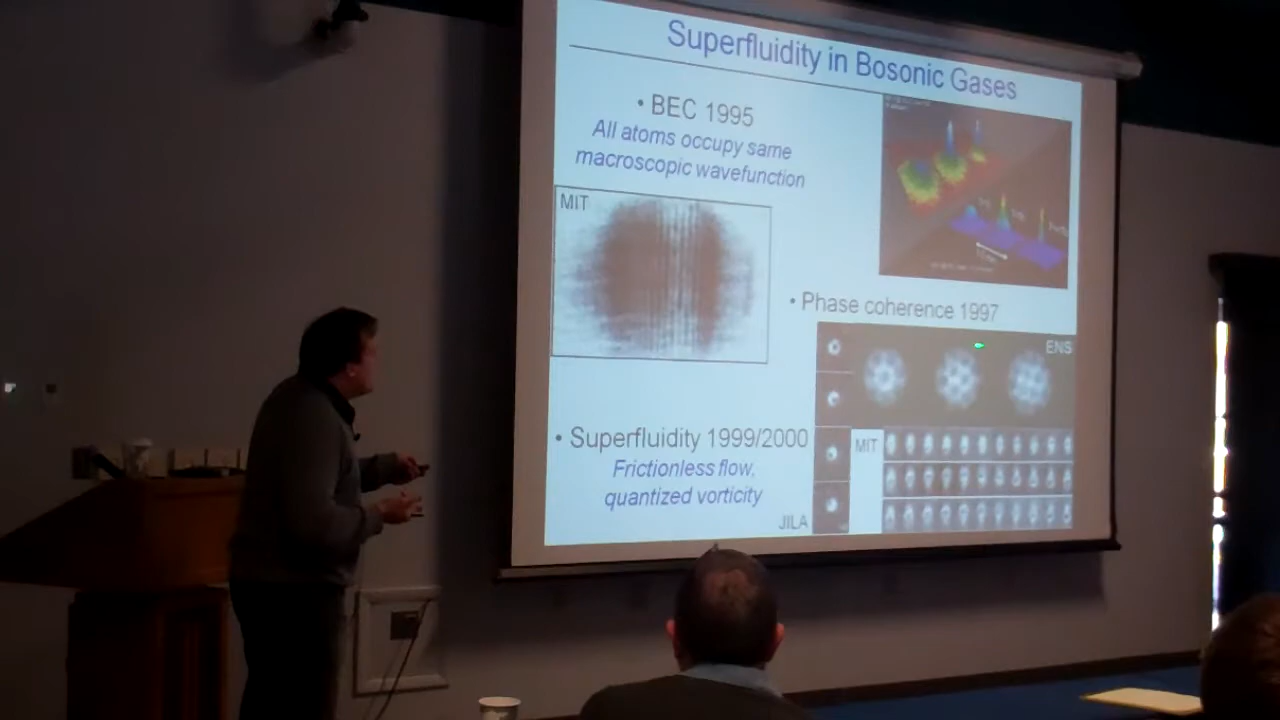 Superfluidity in Bosonic Gases
• BEC 1995
All atoms occupy same
macroscopic wavefunction
MIT
• Phase coherence 1997
ENS
• Superfluidity 1999/2000
Frictionless flow,
quantized vorticity
MIT
JILA